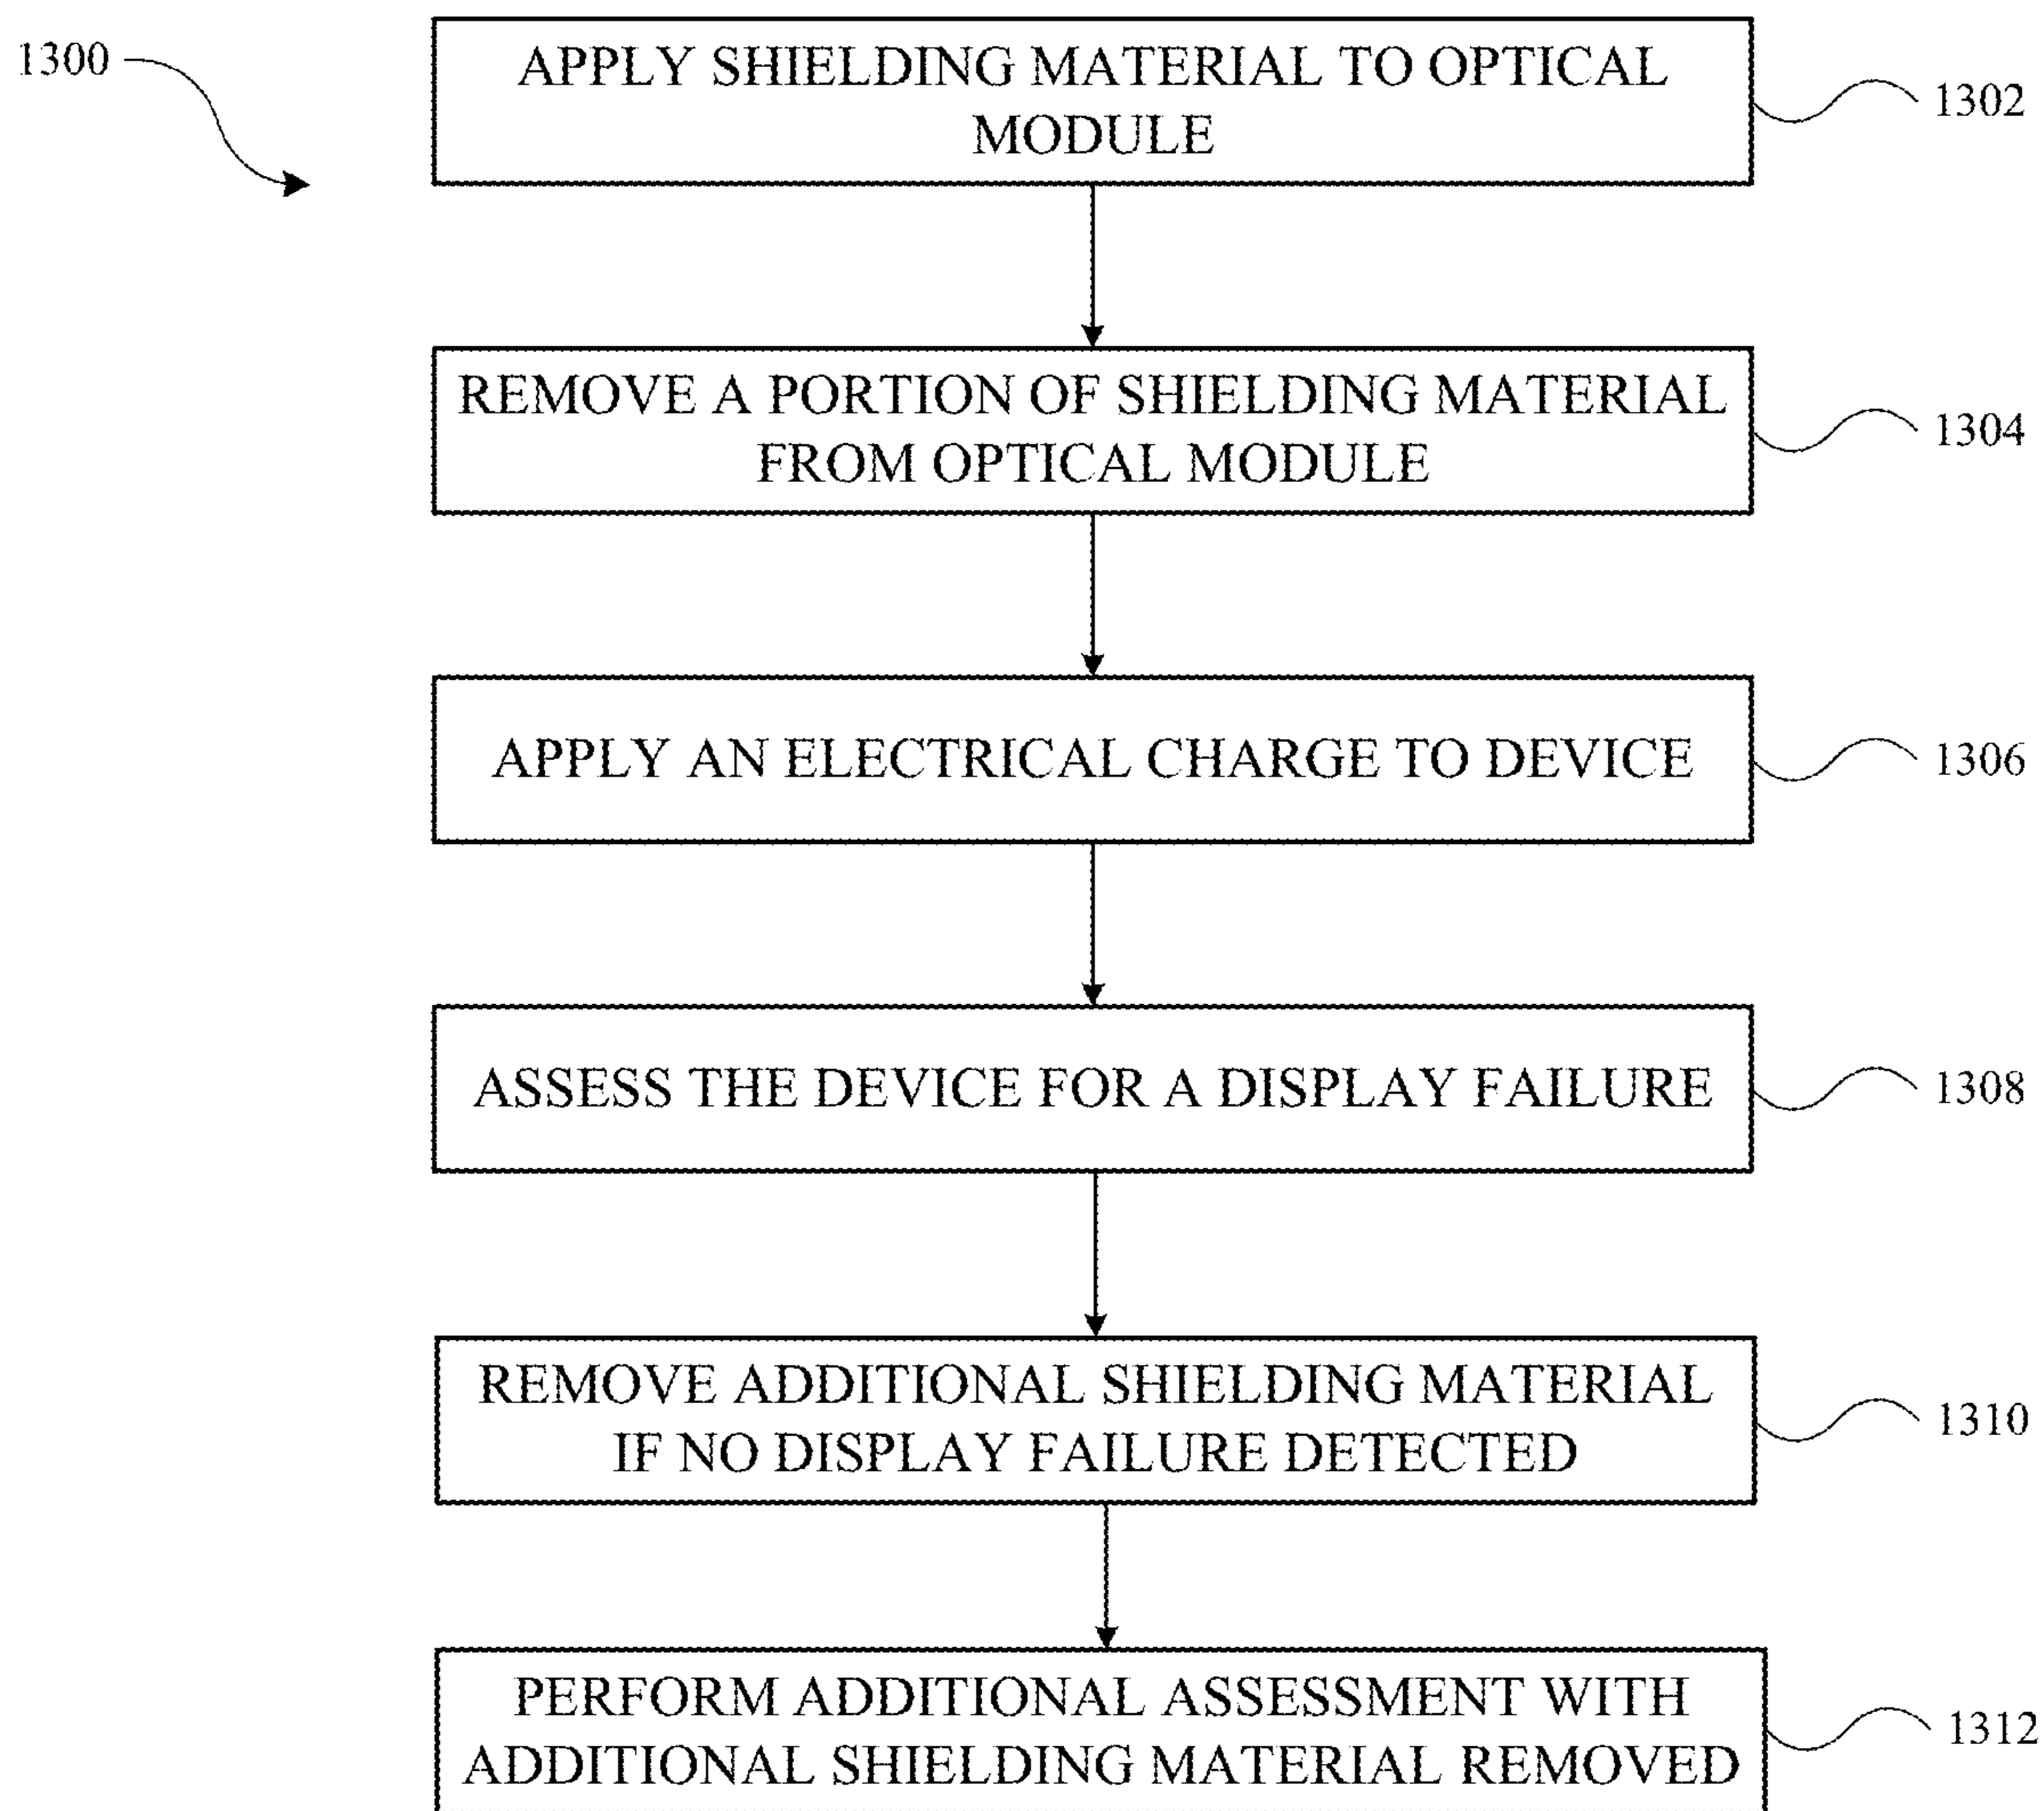 1300
APPLY SHIELDING MATERIAL TO OPTICAL
MODULE
1302
REMOVE A PORTION OF SHIELDING MATERIAL
FROM OPTICAL MODULE
1304
APPLY AN ELECTRICAL CHARGE TO DEVICE
1306
ASSESS THE DEVICE FOR A DISPLAY FAILURE
1308
REMOVE ADDITIONAL SHIELDING MATERIAL
IF NO DISPLAY FAILURE DETECTED
1310
PERFORM ADDITIONAL ASSESSMENT WITH
ADDITIONAL SHIELDING MATERIAL REMOVED
1312